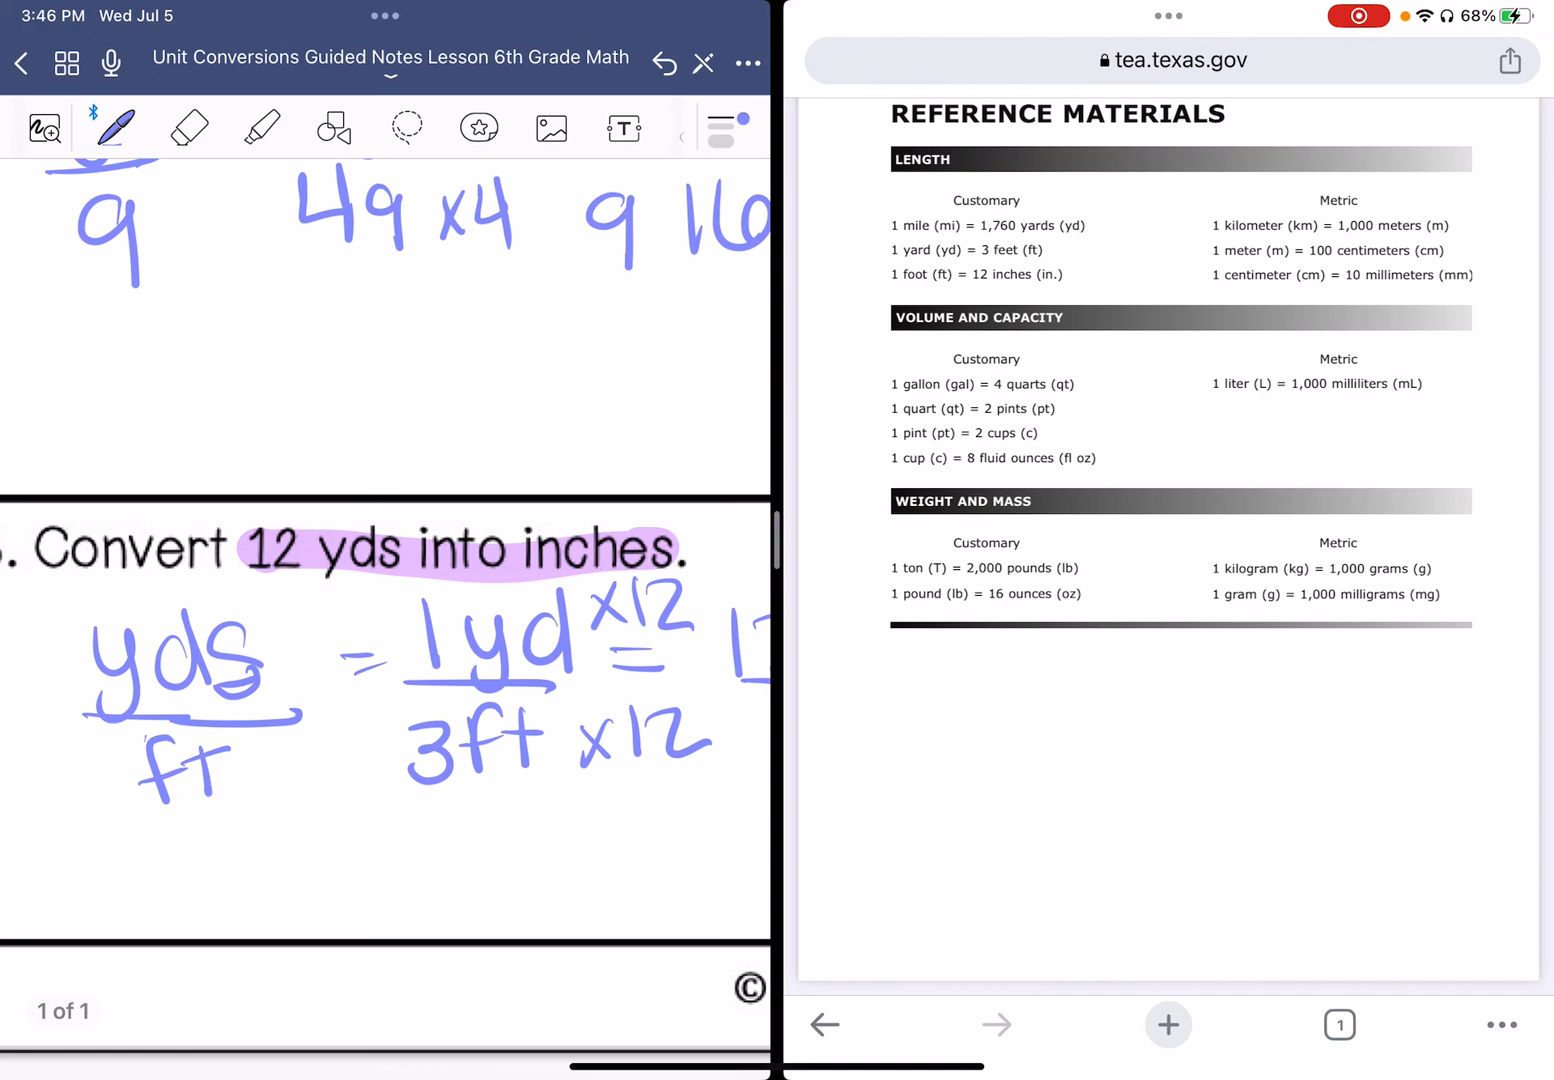 3:46 PM Wed Jul 5
68%
Unit Conversions Guided Notes Lesson 6th Grade Math
tea.texas.gov
T
9 49 x4 9 16
. Convert 12 yds into inches.
yds = 1yd x12 =
ft 3ft x12
©
1 of 1
REFERENCE MATERIALS
LENGTH
Customary
1 mile (mi) = 1,760 yards (yd)
1 yard (yd) = 3 feet (ft)
1 foot (ft) = 12 inches (in.)
Metric
1 kilometer (km) = 1,000 meters (m)
1 meter (m) = 100 centimeters (cm)
1 centimeter (cm) = 10 millimeters (mm)
VOLUME AND CAPACITY
Customary
1 gallon (gal) = 4 quarts (qt)
1 quart (qt) = 2 pints (pt)
1 pint (pt) = 2 cups (c)
1 cup (c) = 8 fluid ounces (fl oz)
Metric
1 liter (L) = 1,000 milliliters (mL)
WEIGHT AND MASS
Customary
1 ton (T) = 2,000 pounds (lb)
1 pound (lb) = 16 ounces (oz)
Metric
1 kilogram (kg) = 1,000 grams (g)
1 gram (g) = 1,000 milligrams (mg)
1